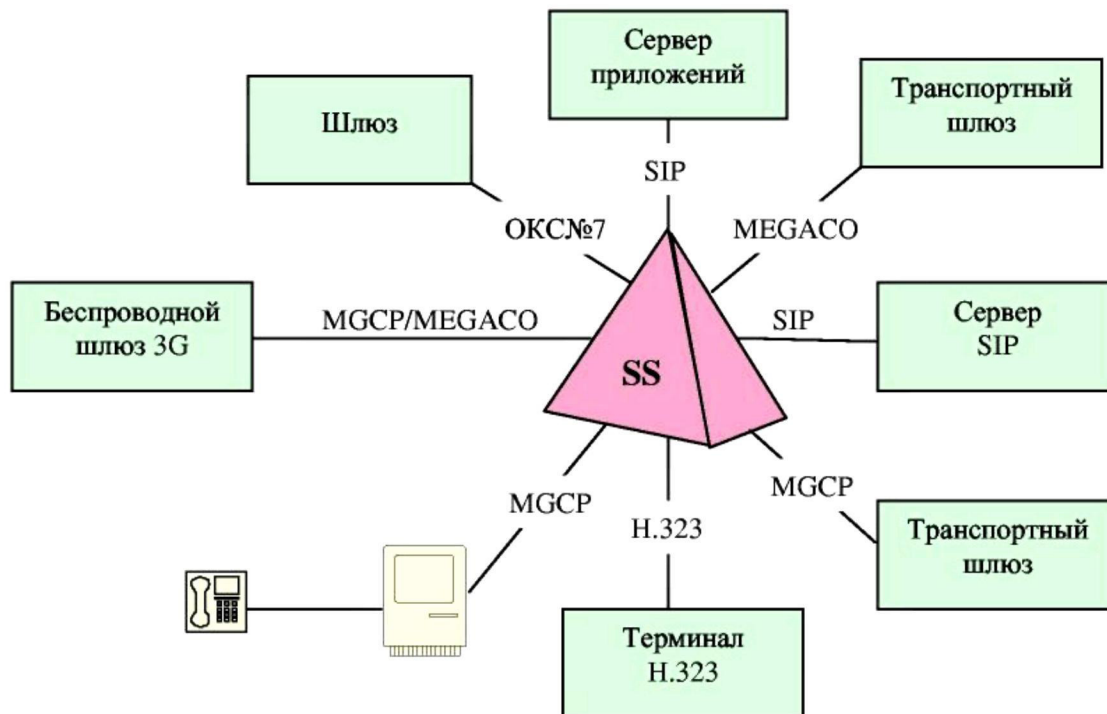 Сервер
приложений
Шлюз
Транспортный
шлюз
SIP
ОКС№7
MEGACO
Беспроводной
шлюз 3G
MGCP/MEGACO
SIP
Сервер
SIP
SS
MGCP
H.323
MGCP
Транспортный
шлюз
Терминал
H.323